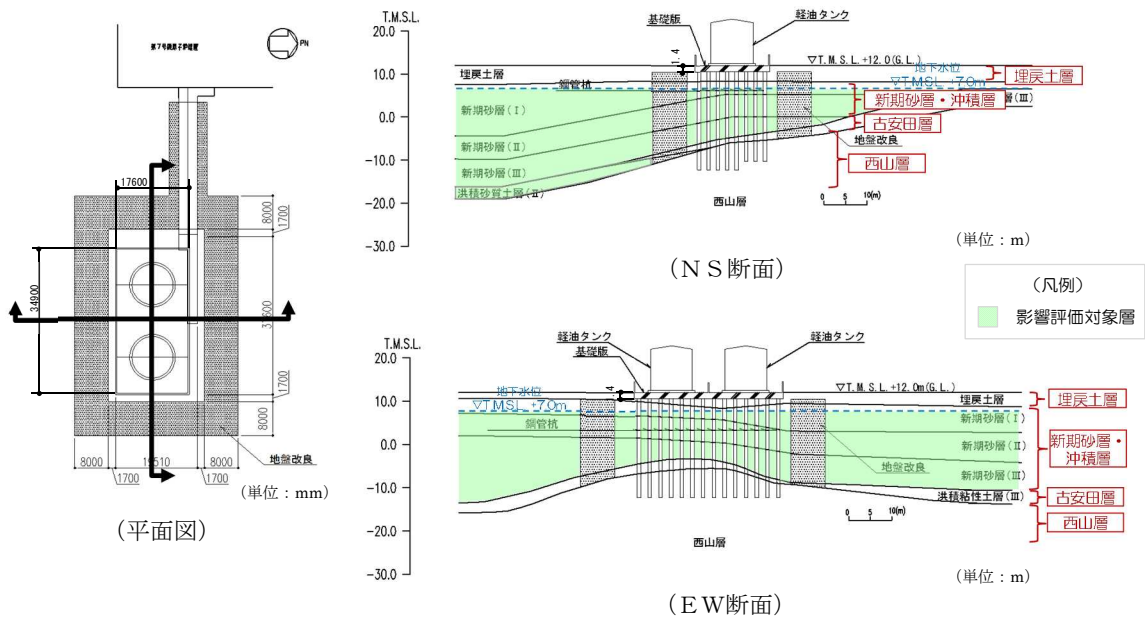 第7号機原子炉建屋
PN
17600
8000
1700
34900
1700
8000
8000
19510
8000
1700
1700
地盤改良
(単位:mm)
(平面図)
T.M.S.L.
20.0
10.0
0.0
-10.0
-20.0
-30.0
基礎版
軽油タンク
1.4
▽T.M.S.L.+12.0(G.L.)
地下水位
▽T.M.S.L.+7.0m
埋戻土層
鋼管杭
新期砂層(Ⅰ)
新期砂層(Ⅱ)
新期砂層(Ⅲ)
洪積砂質土層(Ⅱ)
層(Ⅲ)
地盤改良
西山層
埋戻土層
新期砂層・沖積層
古安田層
西山層
0 5 10(m)
(単位:m)
(NS断面)
(凡例)
影響評価対象層
T.M.S.L.
20.0
10.0
0.0
-10.0
-20.0
-30.0
軽油タンク
基礎版
軽油タンク
地下水位
▽T.M.S.L.+7.0m
▽T.M.S.L.+12.0m(G.L.)
埋戻土層
鋼管杭
新期砂層(Ⅰ)
新期砂層(Ⅱ)
新期砂層(Ⅲ)
地盤改良
洪積粘性土層(Ⅲ)
西山層
埋戻土層
新期砂層・
沖積層
古安田層
西山層
0 5 10(m)
(単位:m)
(EW断面)